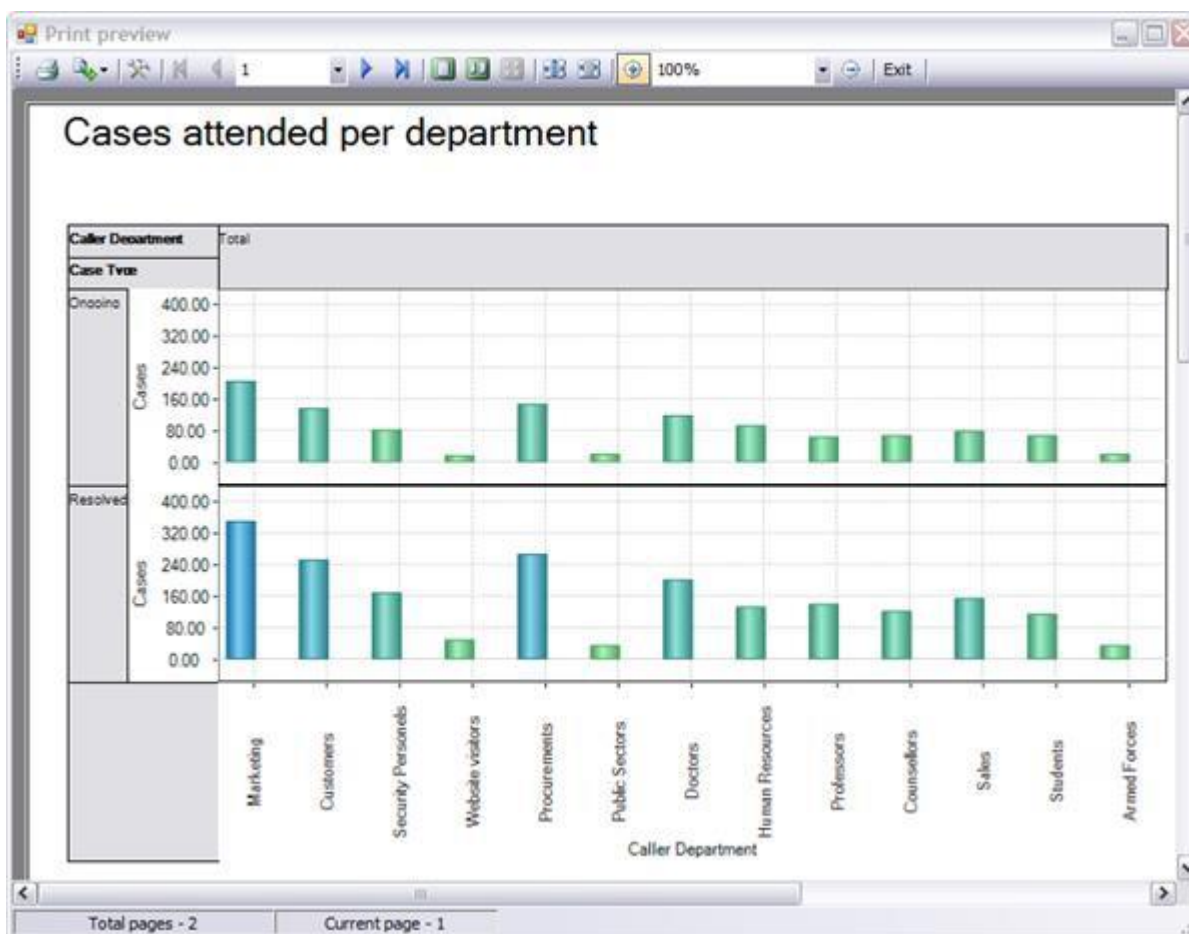 Print preview
1
100%
Exit
Cases attended per department
Caller Department
Total
Case Type
Ongoing
400.00
320.00
240.00
160.00
80.00
0.00
Cases
Resolved
400.00
320.00
240.00
160.00
80.00
0.00
Cases
Marketing
Customers
Security Personels
Website visitors
Procurements
Public Sectors
Doctors
Human Resources
Professors
Counsellors
Sales
Students
Armed Forces
Caller Department
Total pages - 2
Current page - 1